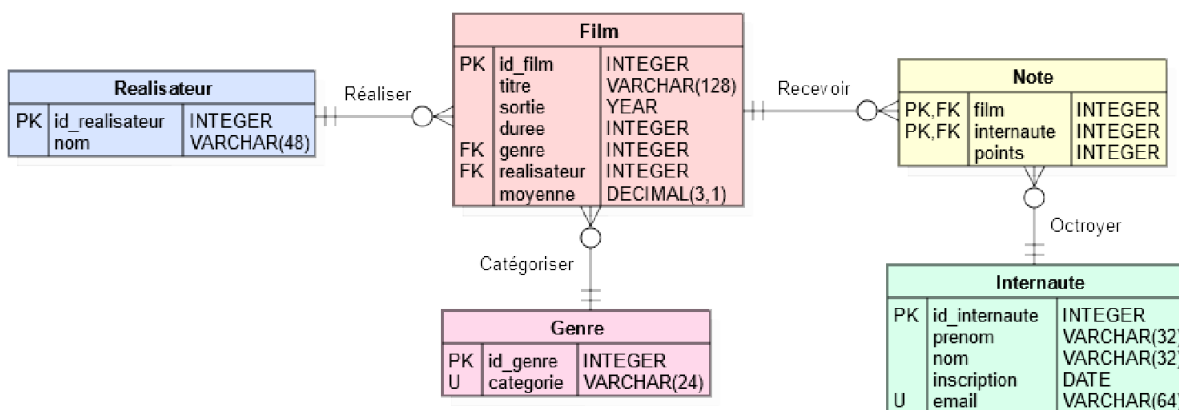 Film
PK id_film INTEGER
titre VARCHAR(128)
sortie YEAR
duree INTEGER
FK genre INTEGER
FK realisateur INTEGER
moyenne DECIMAL(3,1)
Realisateur
PK id_realisateur INTEGER
nom VARCHAR(48)
Réaliser
Recevoir
Note
PK,FK film INTEGER
PK,FK internaute INTEGER
points INTEGER
Catégoriser
Octroyer
Genre
PK id_genre INTEGER
U categorie VARCHAR(24)
Internaute
PK id_internaute INTEGER
prenom VARCHAR(32)
nom VARCHAR(32)
inscription DATE
U email VARCHAR(64)